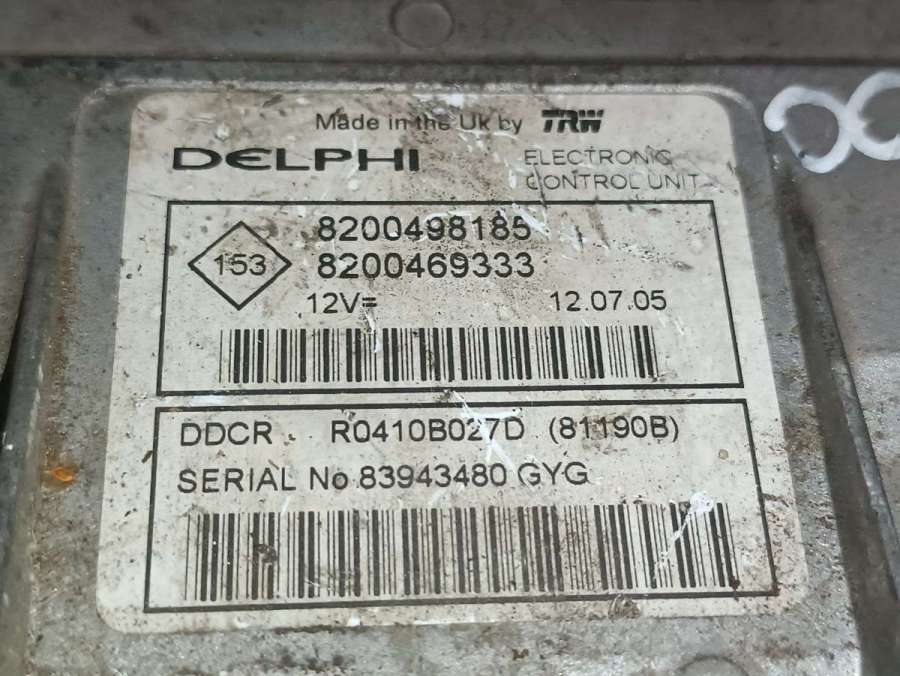 Made in the Uk by TRW
DELPHI
ELECTRONIC
CONTROL UNIT
153
8200498185
8200469333
12V=
12.07.05
DDCR R0410B027D (81190B)
SERIAL No 83943480 GYG